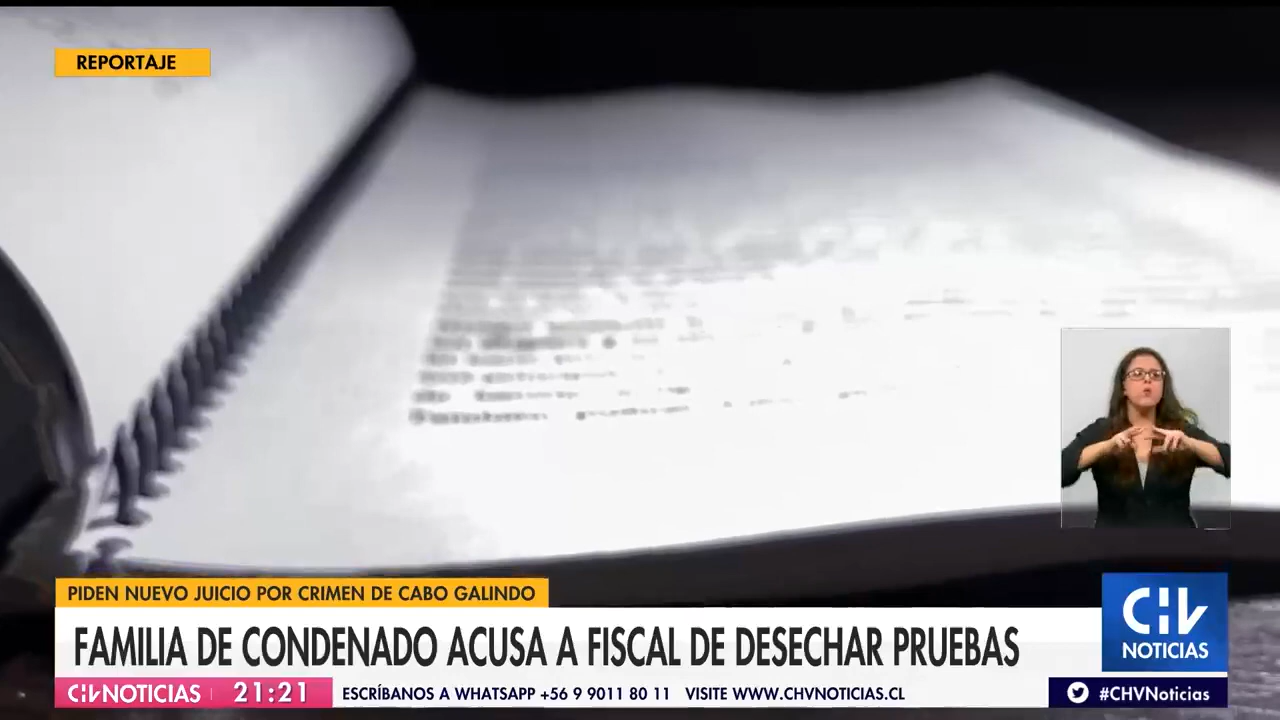 REPORTAJE
PIDEN NUEVO JUICIO POR CRIMEN DE CABO GALINDO
FAMILIA DE CONDENADO ACUSA A FISCAL DE DESECHAR PRUEBAS
CHV
NOTICIAS
CHVNOTICIAS 21:21 ESCRÍBANOS A WHATSAPP +56 9 9011 80 11 VISITE WWW.CHVNOTICIAS.CL
#CHVNoticias